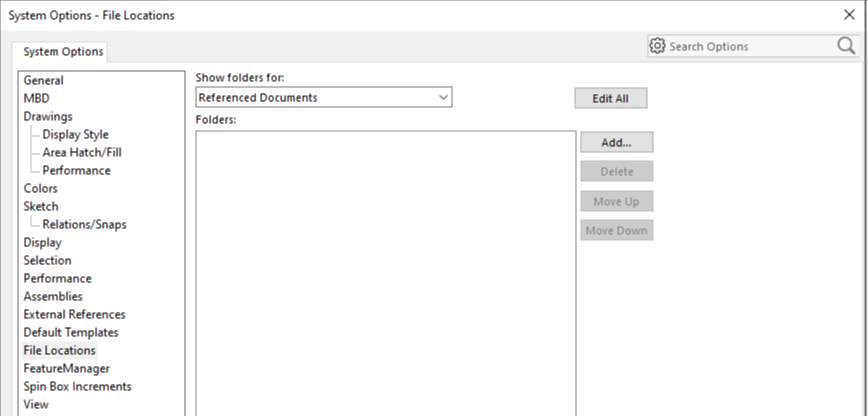 System Options - File Locations
System Options
Search Options
General
MBD
Drawings
Display Style
Area Hatch/Fill
Performance
Colors
Sketch
Relations/Snaps
Display
Selection
Performance
Assemblies
External References
Default Templates
File Locations
FeatureManager
Spin Box Increments
View
Show folders for:
Referenced Documents
Edit All
Folders:
Add...
Delete
Move Up
Move Down